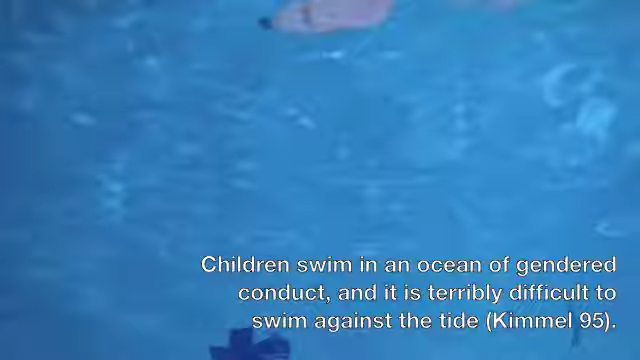 Children swim in an ocean of gendered
conduct, and it is terribly difficult to
swim against the tide (Kimmel 95).